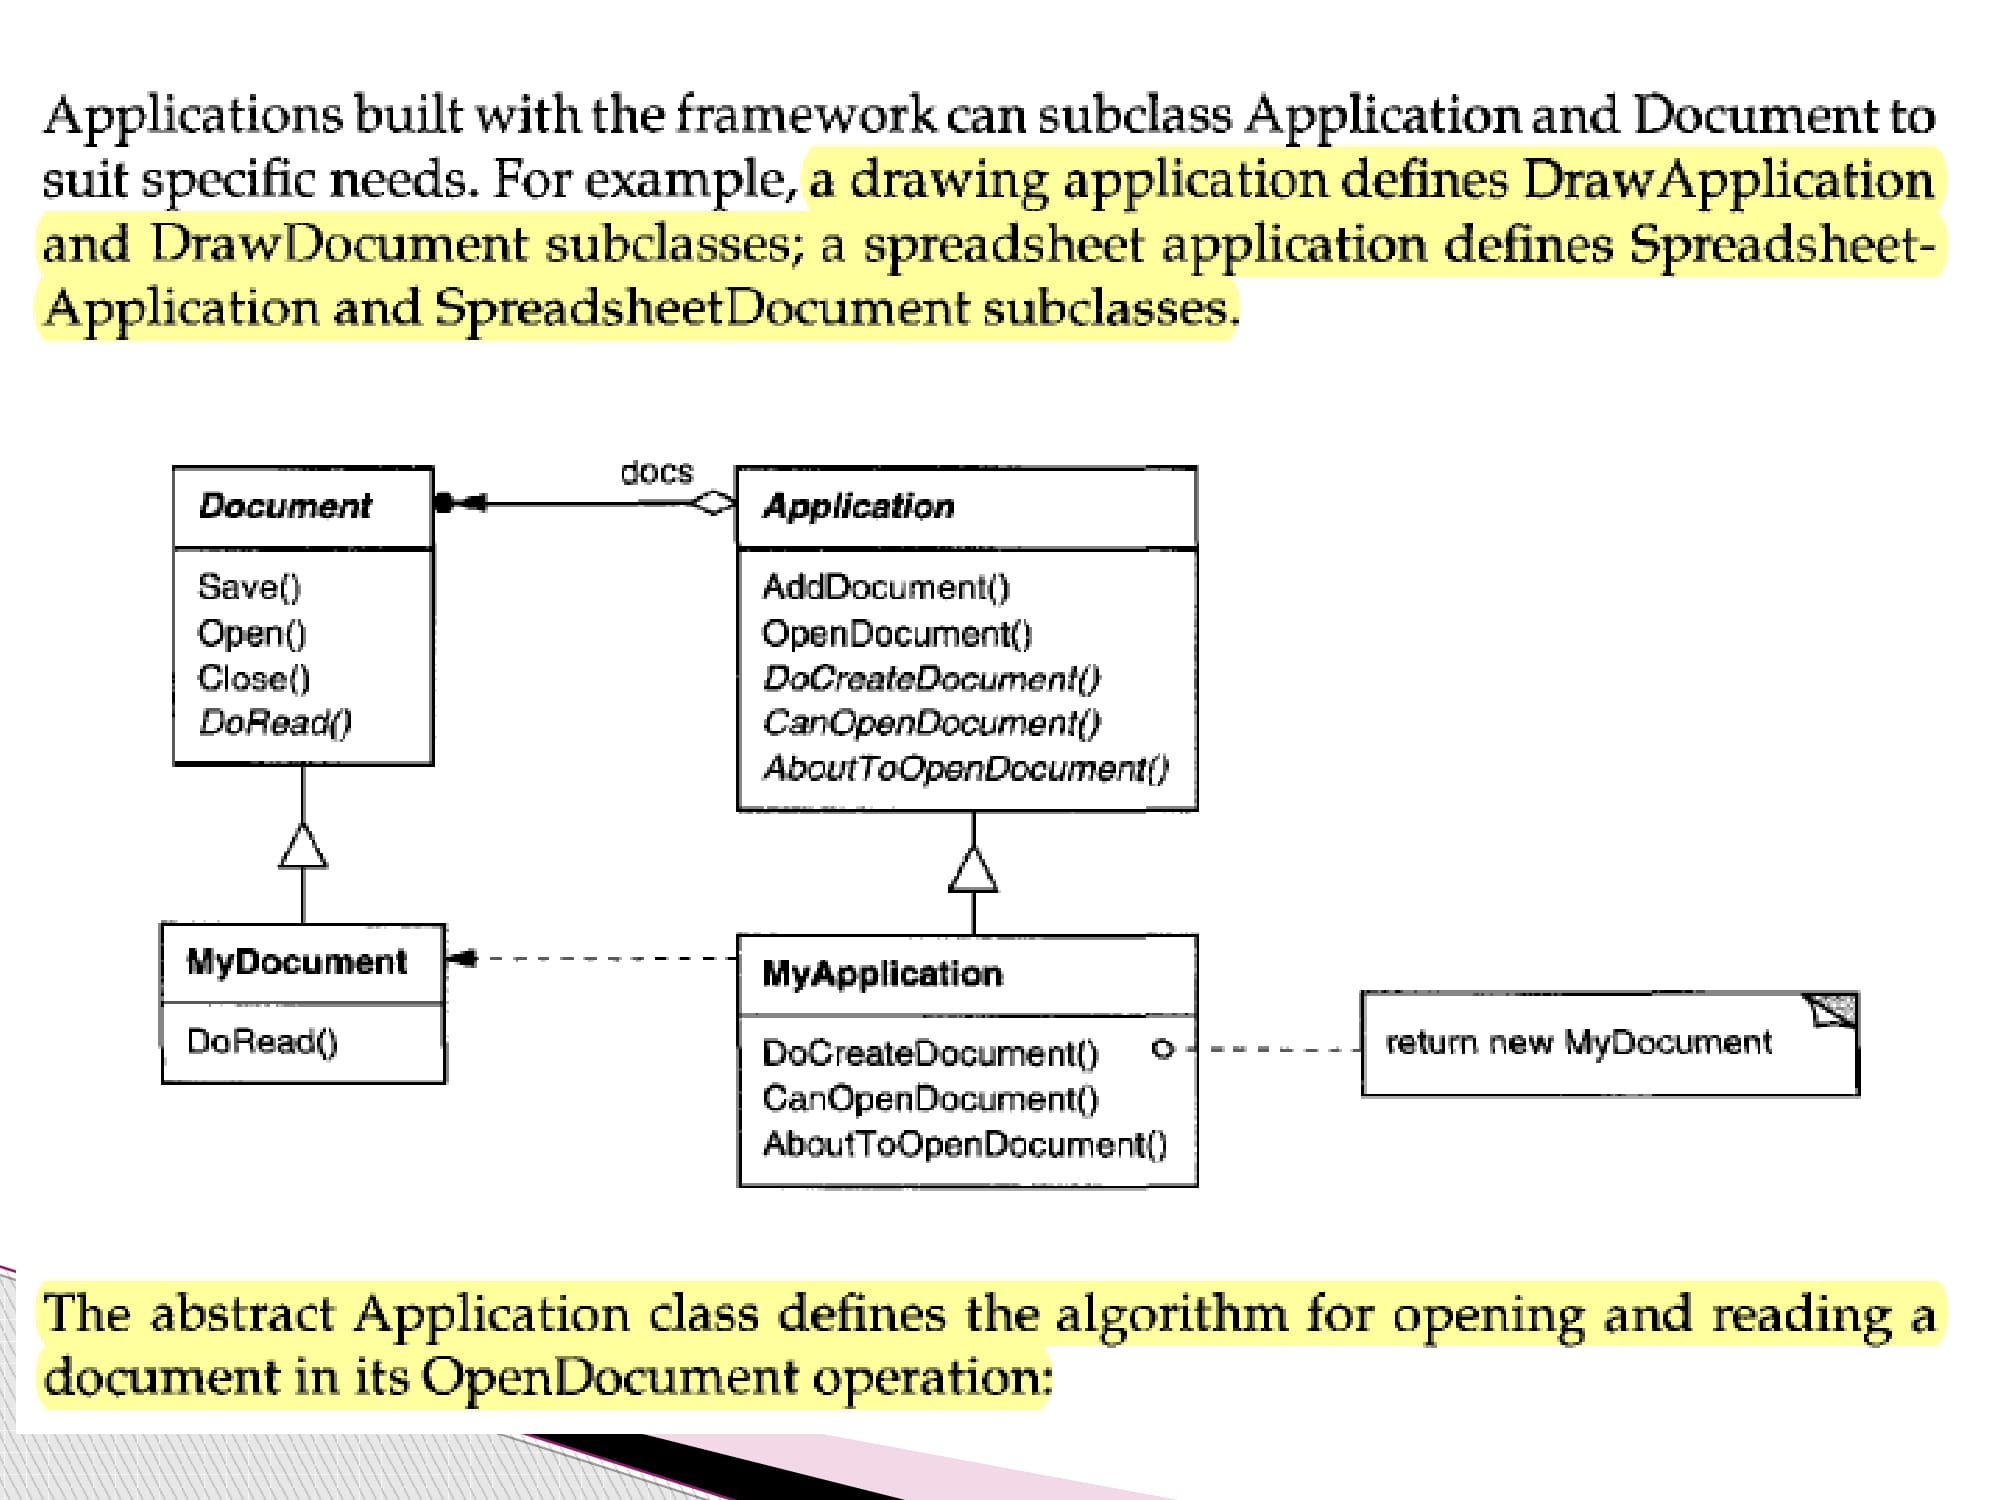 Applications built with the framework can subclass Application and Document to
suit specific needs. For example, a drawing application defines DrawApplication
and DrawDocument subclasses; a spreadsheet application defines Spreadsheet-
Application and SpreadsheetDocument subclasses.
docs
Document
Save()
Open()
Close()
DoRead()
Application
AddDocument()
OpenDocument()
DoCreateDocument()
CanOpenDocument()
AboutToOpenDocument()
MyDocument
DoRead()
MyApplication
DoCreateDocument()
CanOpenDocument()
AboutToOpenDocument()
return new MyDocument
The abstract Application class defines the algorithm for opening and reading a
document in its OpenDocument operation: